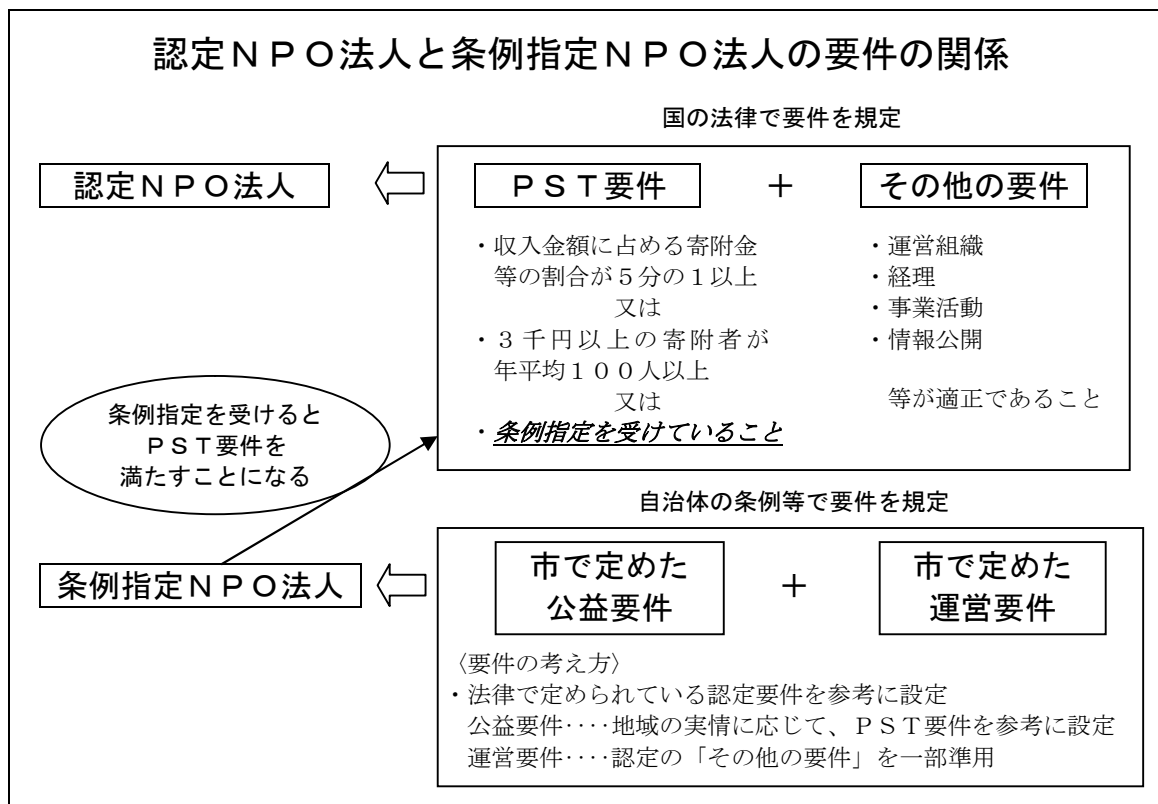 認定ＮＰＯ法人と条例指定ＮＰＯ法人の要件の関係
国の法律で要件を規定
認定ＮＰＯ法人
ＰＳＴ要件
＋
その他の要件
・収入金額に占める寄附金
等の割合が５分の１以上
又は
・３千円以上の寄附者が
年平均１００人以上
又は
・条例指定を受けていること
・運営組織
・経理
・事業活動
・情報公開
等が適正であること
条例指定を受けると
ＰＳＴ要件を
満たすことになる
自治体の条例等で要件を規定
条例指定ＮＰＯ法人
市で定めた
公益要件
＋
市で定めた
運営要件
〈要件の考え方〉
・法律で定められている認定要件を参考に設定
公益要件‥‥地域の実情に応じて、ＰＳＴ要件を参考に設定
運営要件‥‥認定の「その他の要件」を一部準用